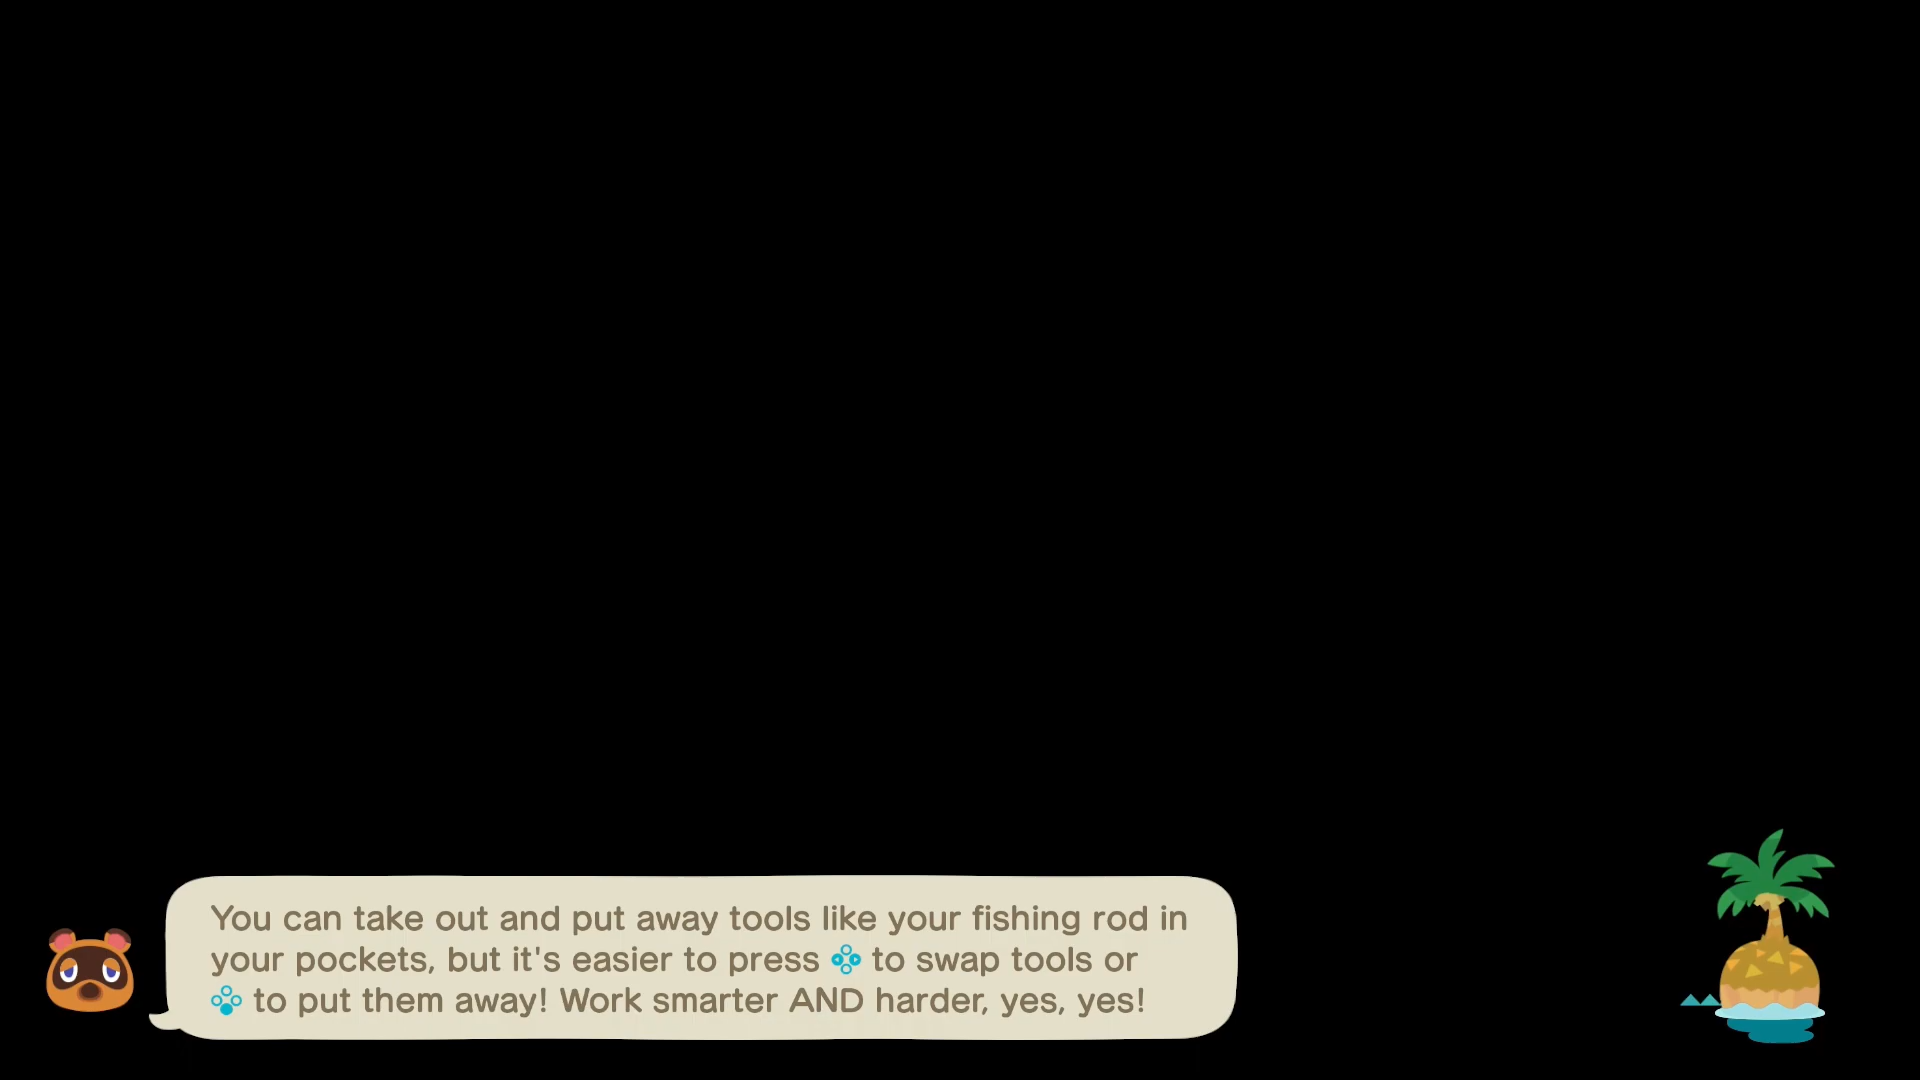 You can take out and put away tools like your fishing rod in
your pockets, but it's easier to press to swap tools or
to put them away! Work smarter AND harder, yes, yes!